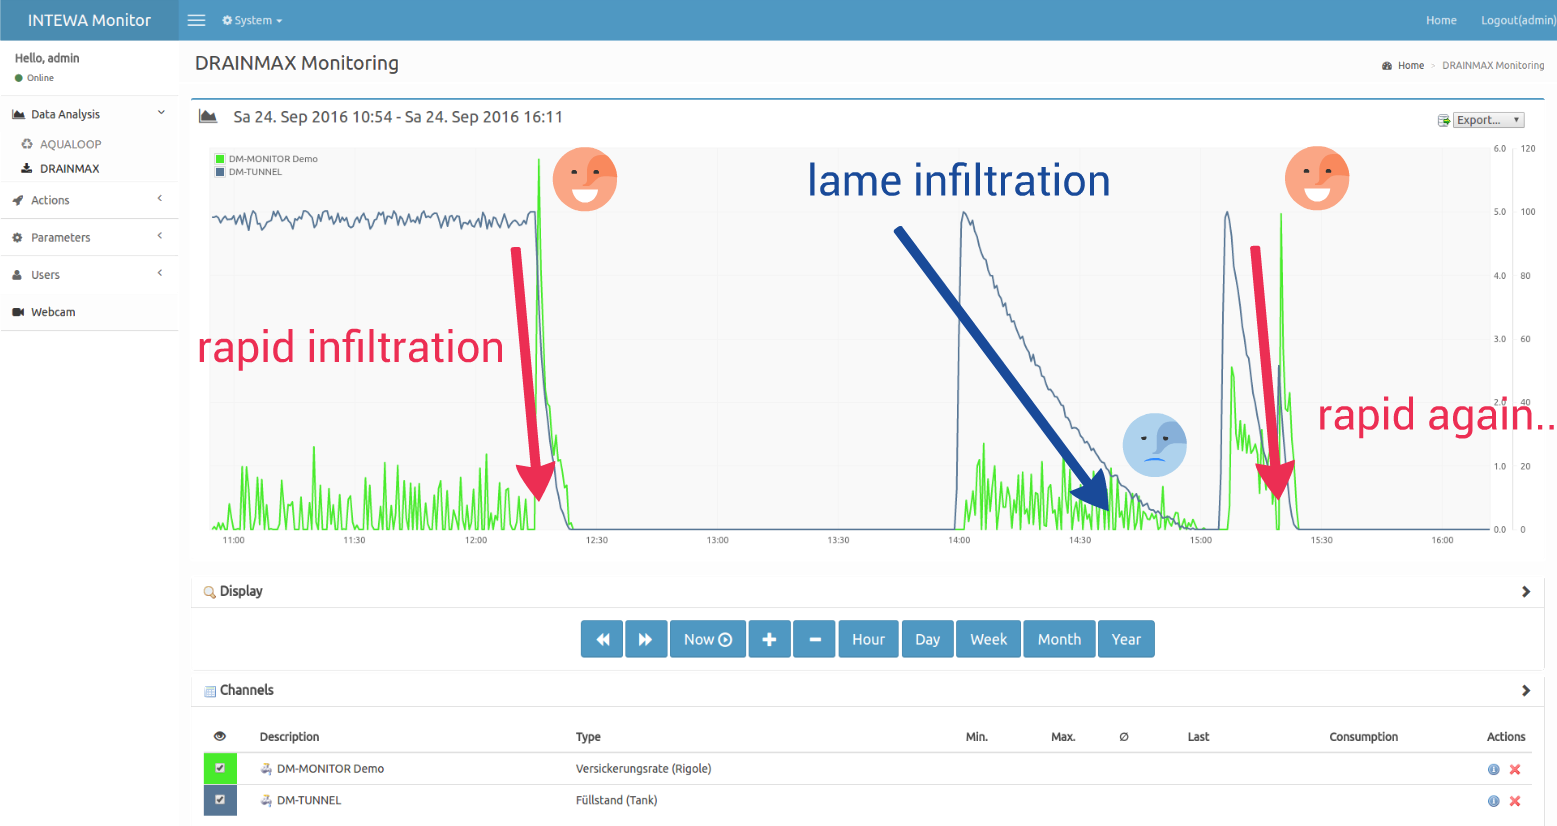 INTEWA Monitor
System
Home
Logout(admin)
Hello, admin
Online
DRAINMAX Monitoring
Home > DRAINMAX Monitoring
Data Analysis
AQUALOOP
DRAINMAX
Actions
Parameters
Users
Webcam
Sa 24. Sep 2016 10:54 - Sa 24. Sep 2016 16:11
Export...
DM-MONITOR Demo
DM-TUNNEL
lame infiltration
rapid infiltration
rapid again..
6.0 120
5.0 100
4.0 80
3.0 60
2.0 40
1.0 20
0.0 0
11:00 11:30 12:00 12:30 13:00 13:30 14:00 14:30 15:00 15:30 16:00
Display
Now
Hour
Day
Week
Month
Year
Channels
Description Type Min. Max. ∅ Last Consumption Actions
DM-MONITOR Demo Versickerungsrate (Rigole)
DM-TUNNEL Füllstand (Tank)